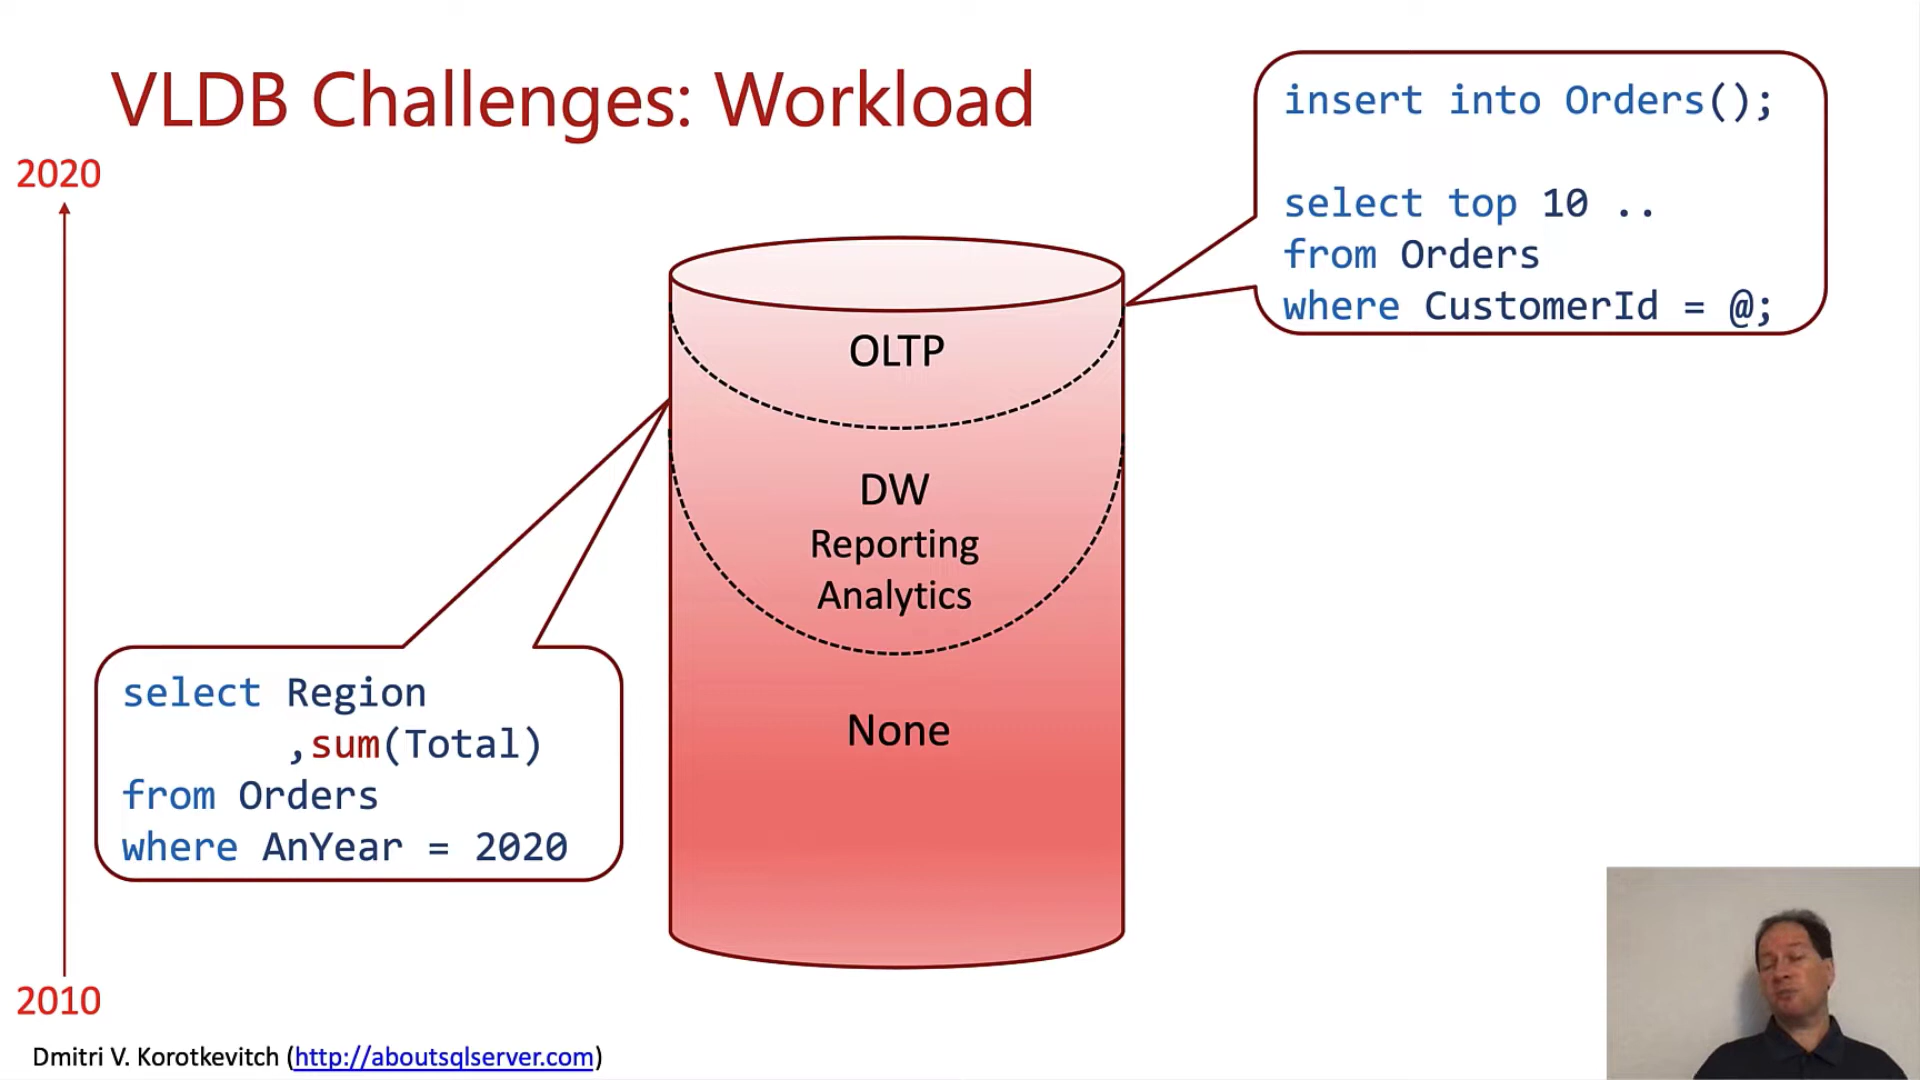 VLDB Challenges: Workload
2020
insert into Orders();
select top 10 ..
from Orders
where CustomerId = @;
OLTP
DW
Reporting
Analytics
None
select Region
,sum(Total)
from Orders
where AnYear = 2020
2010
Dmitri V. Korotkevitch (http://aboutsqlserver.com)